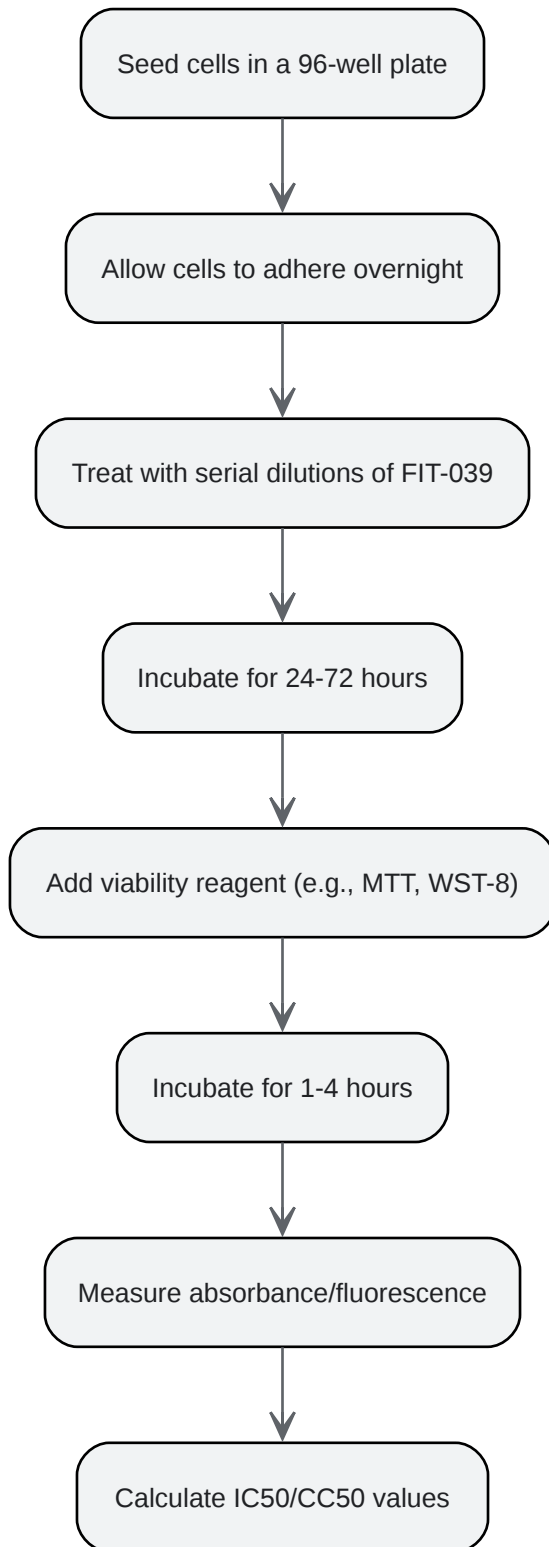 Seed cells in a 96-well plate
Allow cells to adhere overnight
Treat with serial dilutions of FIT-039
Incubate for 24-72 hours
Add viability reagent (e.g., MTT, WST-8)
Incubate for 1-4 hours
Measure absorbance/fluorescence
Calculate IC50/CC50 values